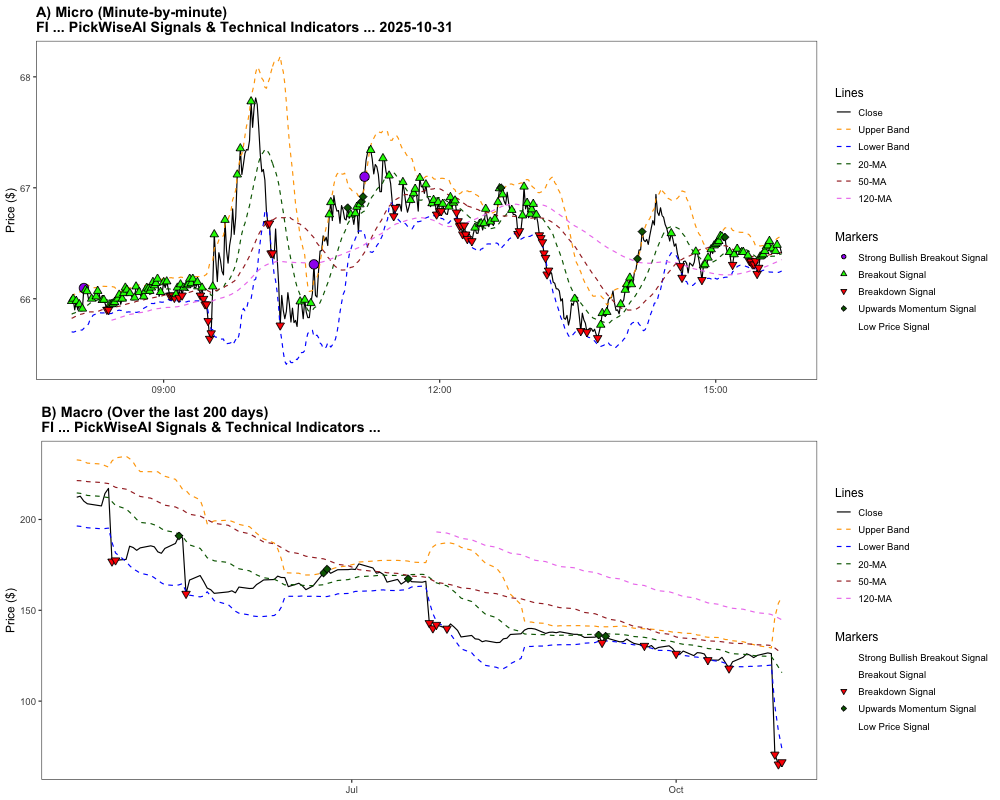 A) Micro (Minute-by-minute)
FI ... PickWiseAI Signals & Technical Indicators ... 2025-10-31
Price ($)
68
67
66
09:00
12:00
15:00
Lines
Close
Upper Band
Lower Band
20-MA
50-MA
120-MA
Markers
Strong Bullish Breakout Signal
Breakout Signal
Breakdown Signal
Upwards Momentum Signal
Low Price Signal
B) Macro (Over the last 200 days)
FI ... PickWiseAI Signals & Technical Indicators ...
Price ($)
200
150
100
Jul
Oct
Lines
Close
Upper Band
Lower Band
20-MA
50-MA
120-MA
Markers
Strong Bullish Breakout Signal
Breakout Signal
Breakdown Signal
Upwards Momentum Signal
Low Price Signal